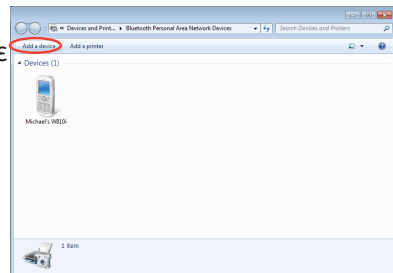 « Devices and Print... ▸ Bluetooth Personal Area Network Devices
Search Devices and Printers
Add a device Add a printer
Devices (1)
Michael's W810i
1 item